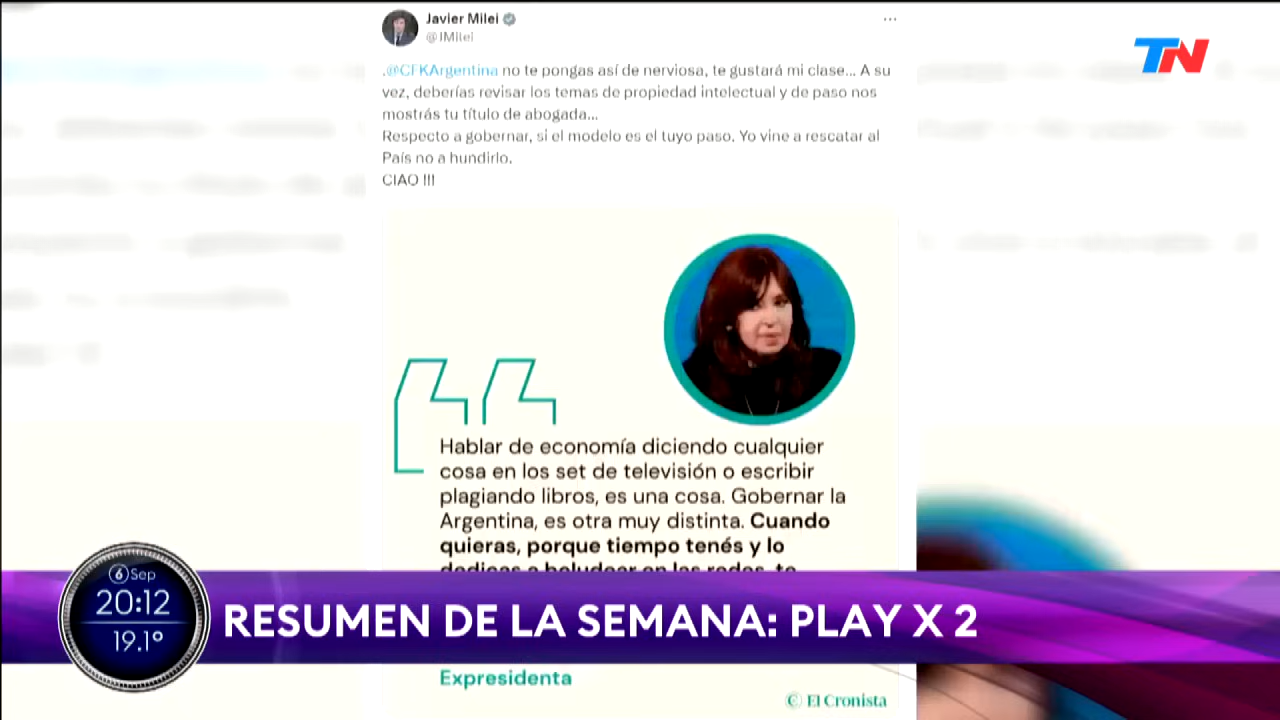 Javier Milei
@JMilei
TN
.@CFKArgentina no te pongas así de nerviosa, te gustará mi clase... A su
vez, deberías revisar los temas de propiedad intelectual y de paso nos
mostrás tu título de abogada...
Respecto a gobernar, si el modelo es el tuyo paso. Yo vine a rescatar al
País no a hundirlo.
CIAO !!!
Hablar de economía diciendo cualquier
cosa en los set de televisión o escribir
plagiando libros, es una cosa. Gobernar la
Argentina, es otra muy distinta. Cuando
quieras, porque tiempo tenés y lo
6 Sep
20:12
19.1°
RESUMEN DE LA SEMANA: PLAY X 2
Expresidenta
El Cronista